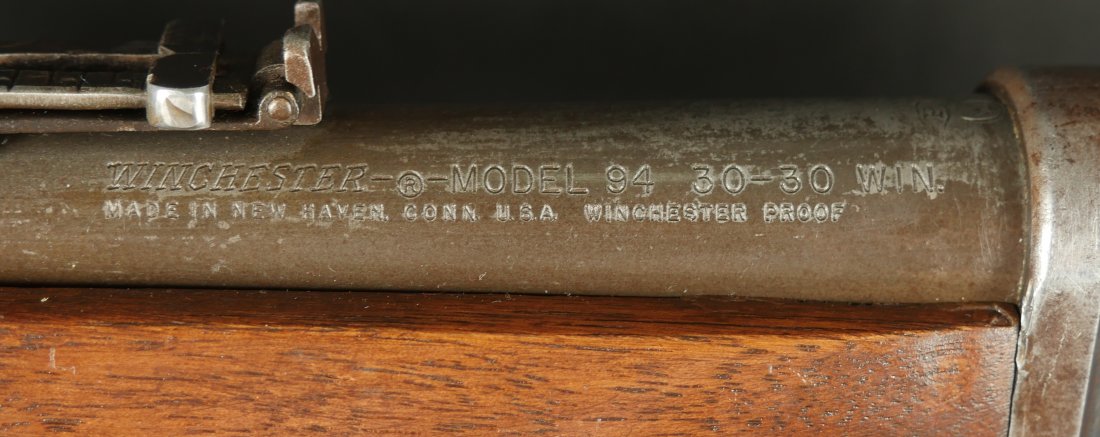 WINCHESTER-®-MODEL 94 30-30 WIN.
MADE IN NEW HAVEN, CONN. U.S.A. WINCHESTER PROOF